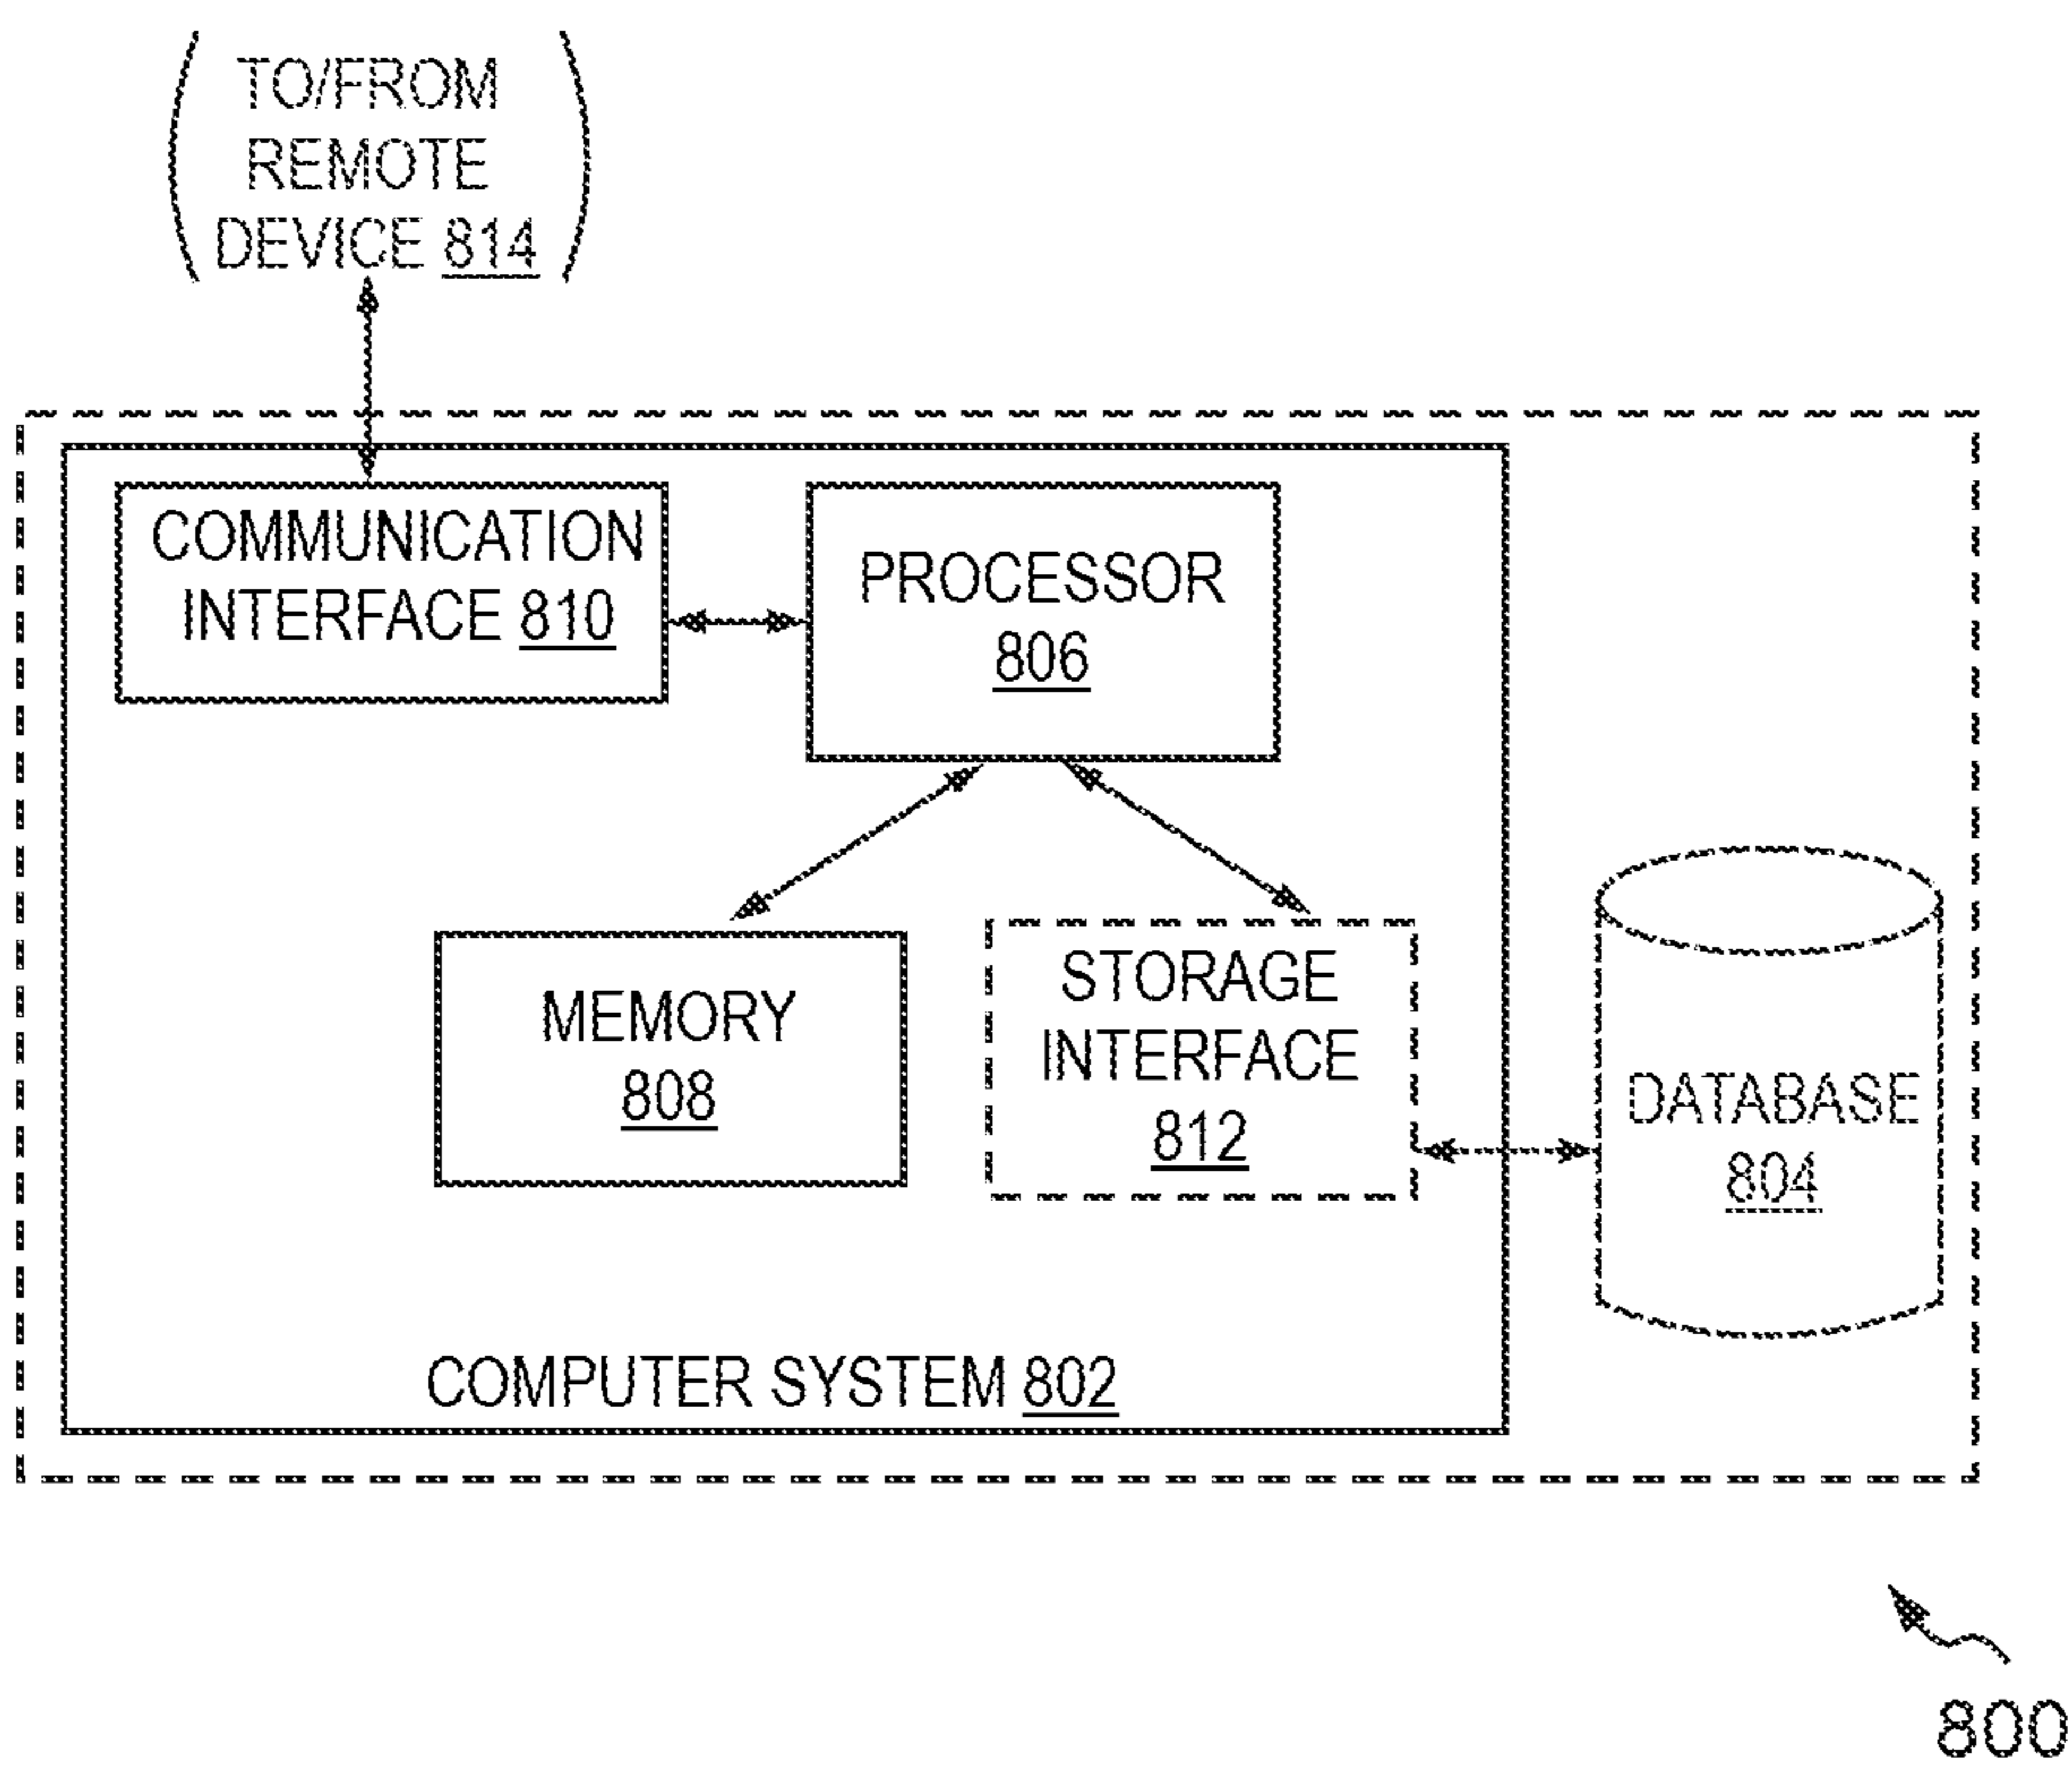 TO/FROM
REMOTE
DEVICE 814
COMMUNICATION
INTERFACE 810
PROCESSOR
806
MEMORY
808
STORAGE
INTERFACE
812
DATABASE
804
COMPUTER SYSTEM 802
800